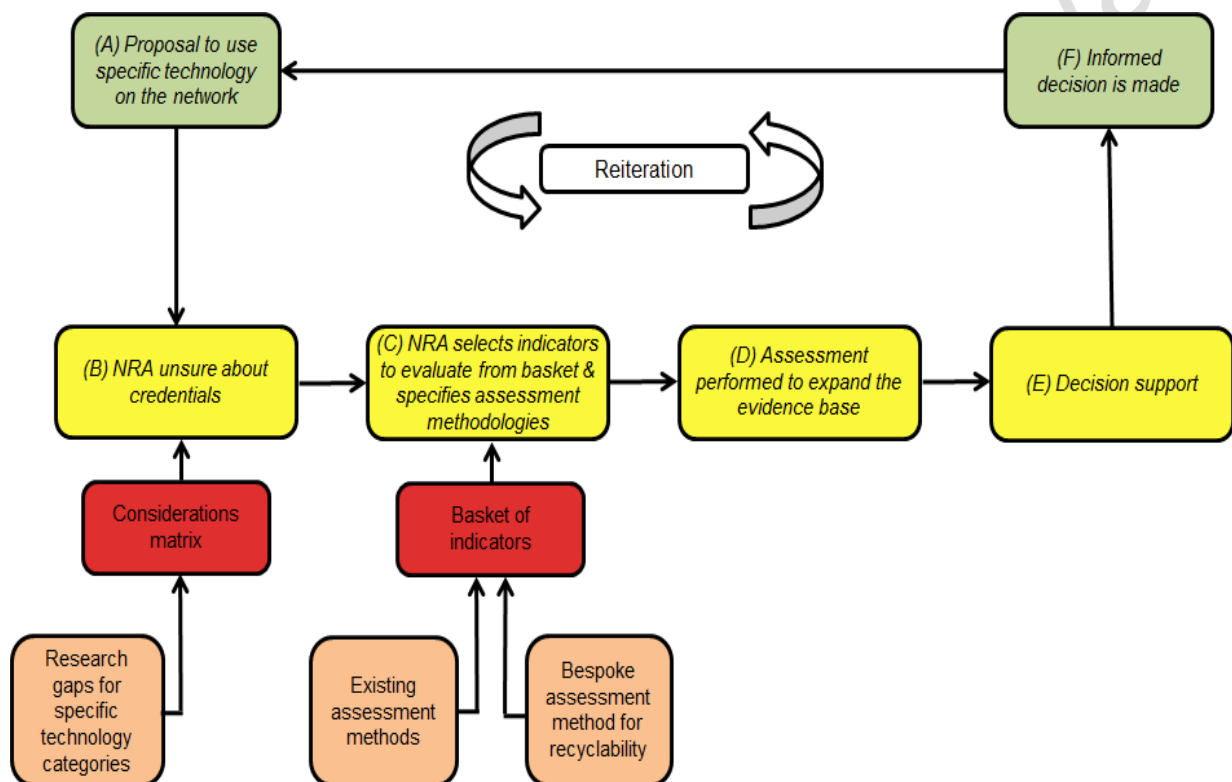 (A) Proposal to use
specific technology
on the network
(F) Informed
decision is made
Reiteration
(B) NRA unsure about
credentials
(C) NRA selects indicators
to evaluate from basket &
specifies assessment
methodologies
(D) Assessment
performed to expand the
evidence base
(E) Decision support
Considerations
matrix
Basket of
indicators
Research
gaps for
specific
technology
categories
Existing
assessment
methods
Bespoke
assessment
method for
recyclability